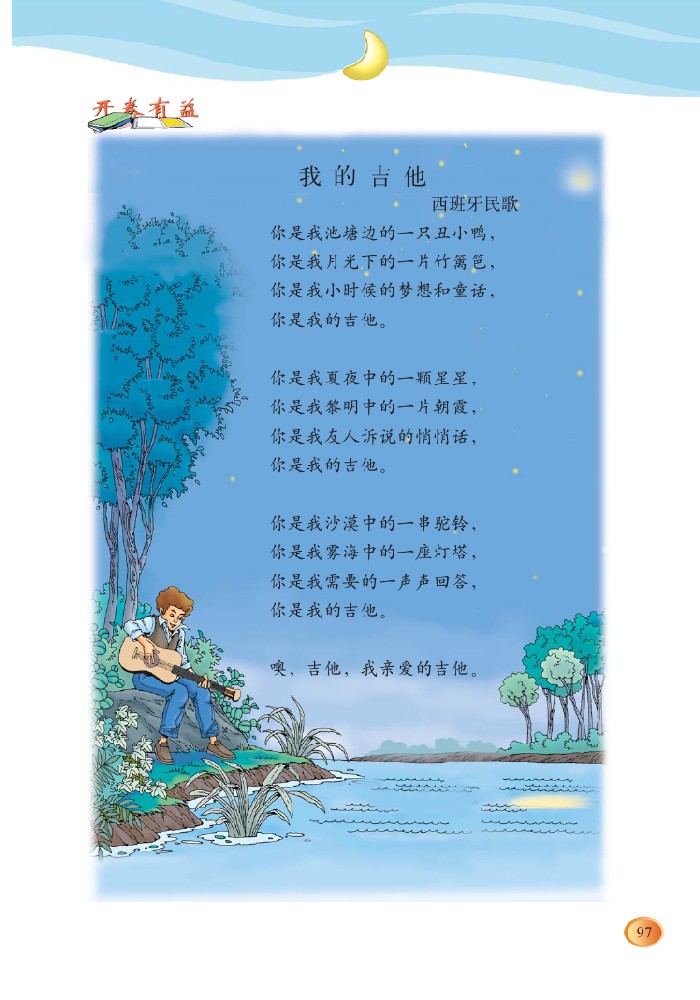 开卷有益
我的吉他
西班牙民歌
你是我池塘边的一只丑小鸭，
你是我月光下的一片竹篱笆，
你是我小时候的梦想和童话，
你是我的吉他。
你是我夏夜中的一颗星星，
你是我黎明中的一片朝霞，
你是我友人诉说的悄悄话，
你是我的吉他。
你是我沙漠中的一串驼铃，
你是我雾海中的一座灯塔，
你是我需要的一声声回答，
你是我的吉他。
噢，吉他，我亲爱的吉他。
97